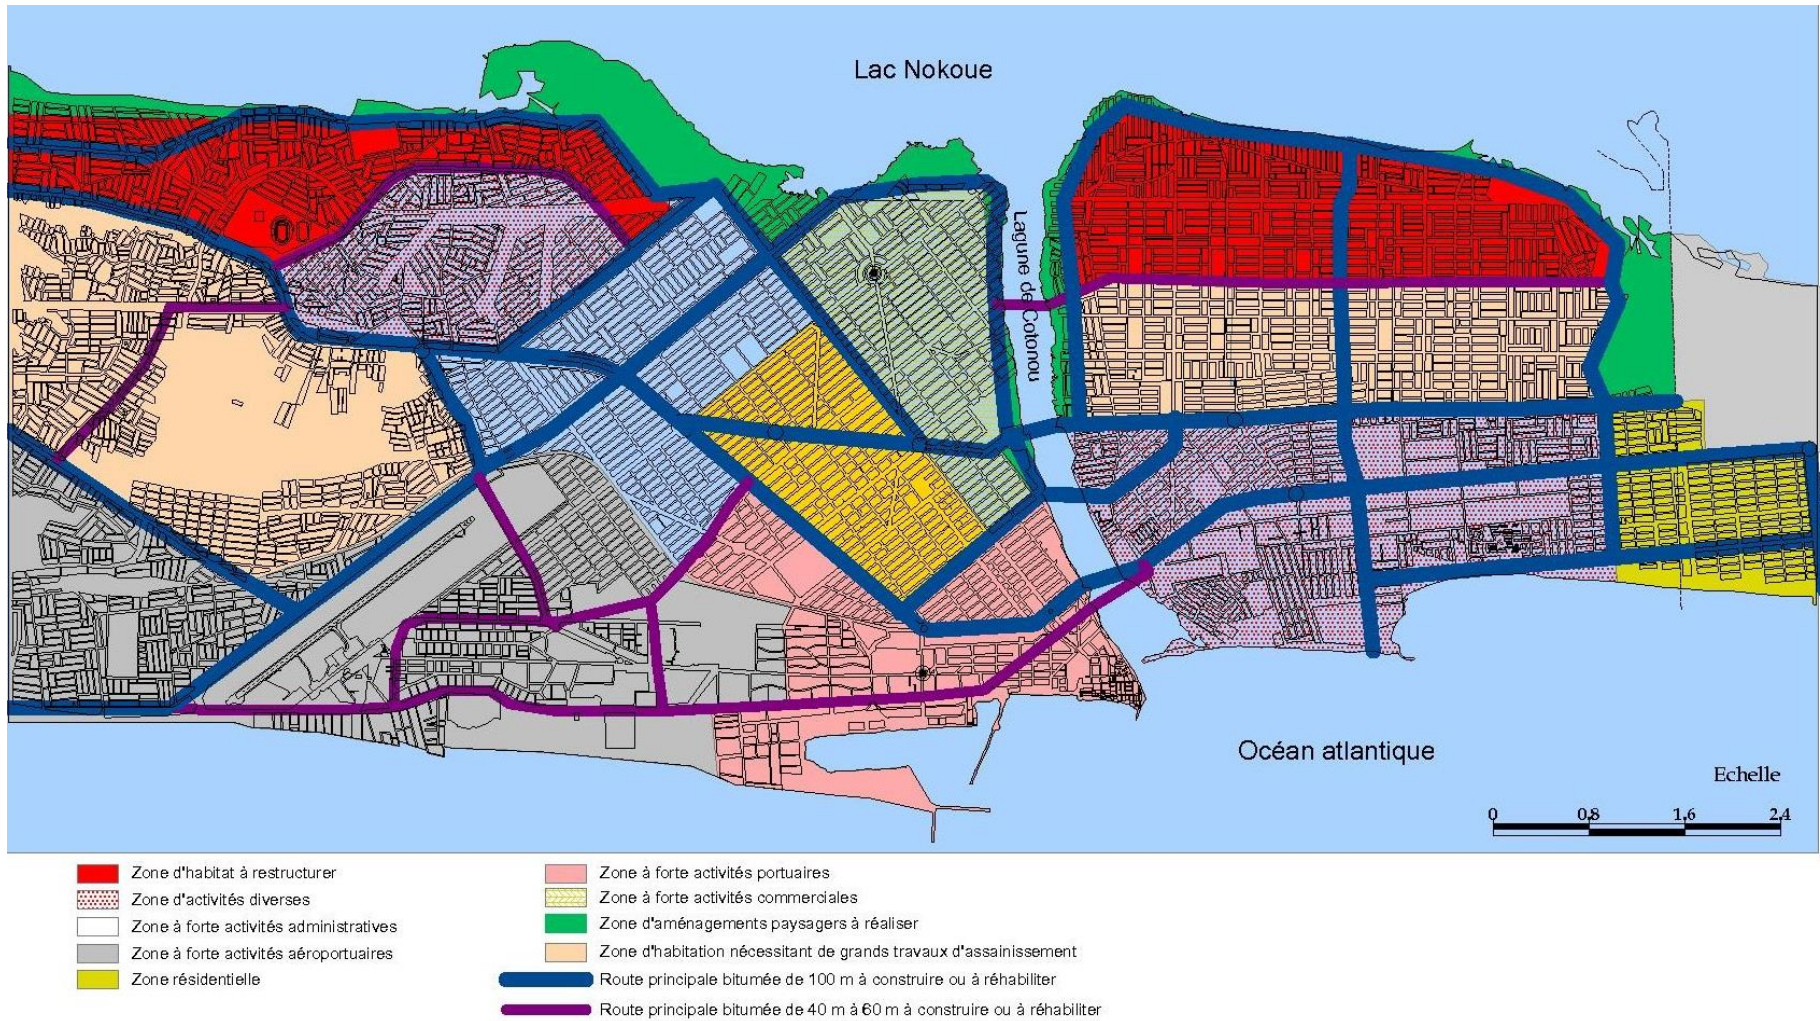 Lac Nokoue
Lagune de Cotonou
Océan atlantique
Echelle
0 0,8 1,6 2,4
Zone d'habitat à restructurer
Zone d'activités diverses
Zone à forte activités administratives
Zone à forte activités aéroportuaires
Zone résidentielle
Zone à forte activités portuaires
Zone à forte activités commerciales
Zone d'aménagements paysagers à réaliser
Zone d'habitation nécessitant de grands travaux d'assainissement
Route principale bitumée de 100 m à construire ou à réhabiliter
Route principale bitumée de 40 m à 60 m à construire ou à réhabiliter